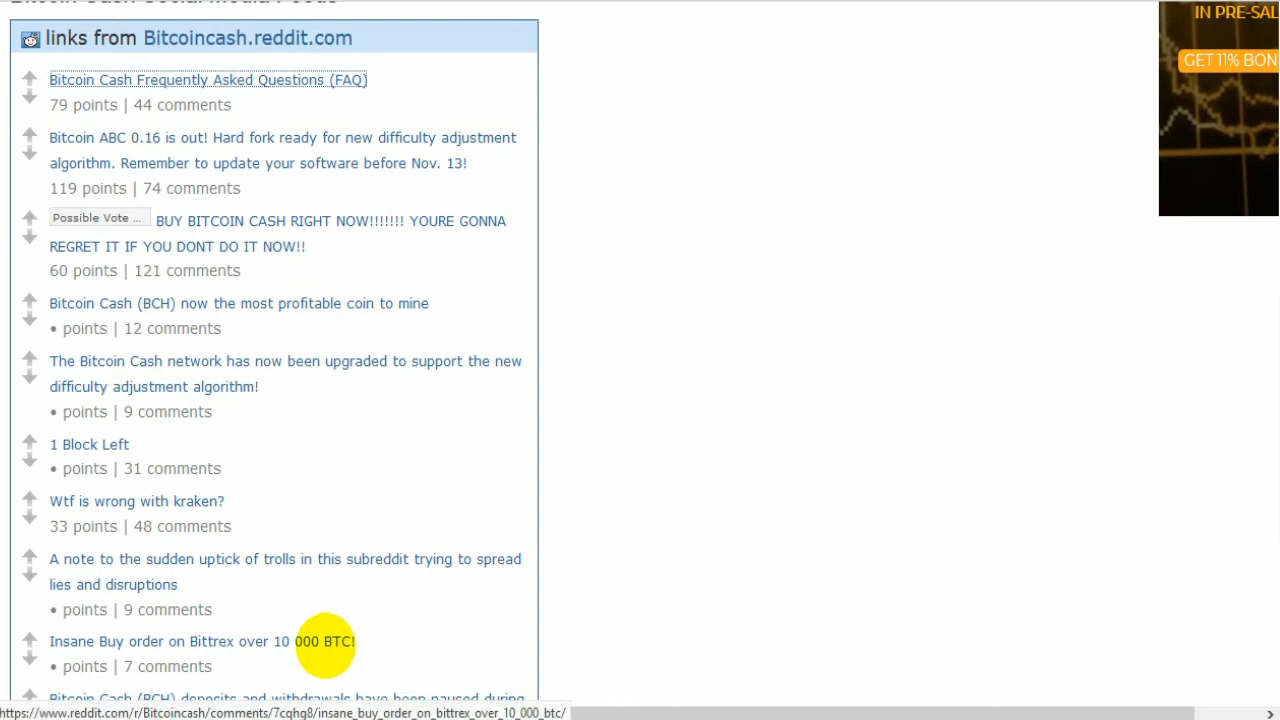 Bitcoin Cash Social Media Feeds
IN PRE-SAL
links from Bitcoincash.reddit.com
GET 11% BON
Bitcoin Cash Frequently Asked Questions (FAQ)
79 points | 44 comments
Bitcoin ABC 0.16 is out! Hard fork ready for new difficulty adjustment
algorithm. Remember to update your software before Nov. 13!
119 points | 74 comments
Possible Vote ... BUY BITCOIN CASH RIGHT NOW!!!!!!! YOURE GONNA
REGRET IT IF YOU DONT DO IT NOW!!
60 points | 121 comments
Bitcoin Cash (BCH) now the most profitable coin to mine
• points | 12 comments
The Bitcoin Cash network has now been upgraded to support the new
difficulty adjustment algorithm!
• points | 9 comments
1 Block Left
• points | 31 comments
Wtf is wrong with kraken?
33 points | 48 comments
A note to the sudden uptick of trolls in this subreddit trying to spread
lies and disruptions
• points | 9 comments
Insane Buy order on Bittrex over 10 000 BTC!
• points | 7 comments
Bitcoin Cash (BCH) deposits and withdrawals have been paused during
https://www.reddit.com/r/Bitcoincash/comments/7cqhg8/insane_buy_order_on_bittrex_over_10_000_btc/